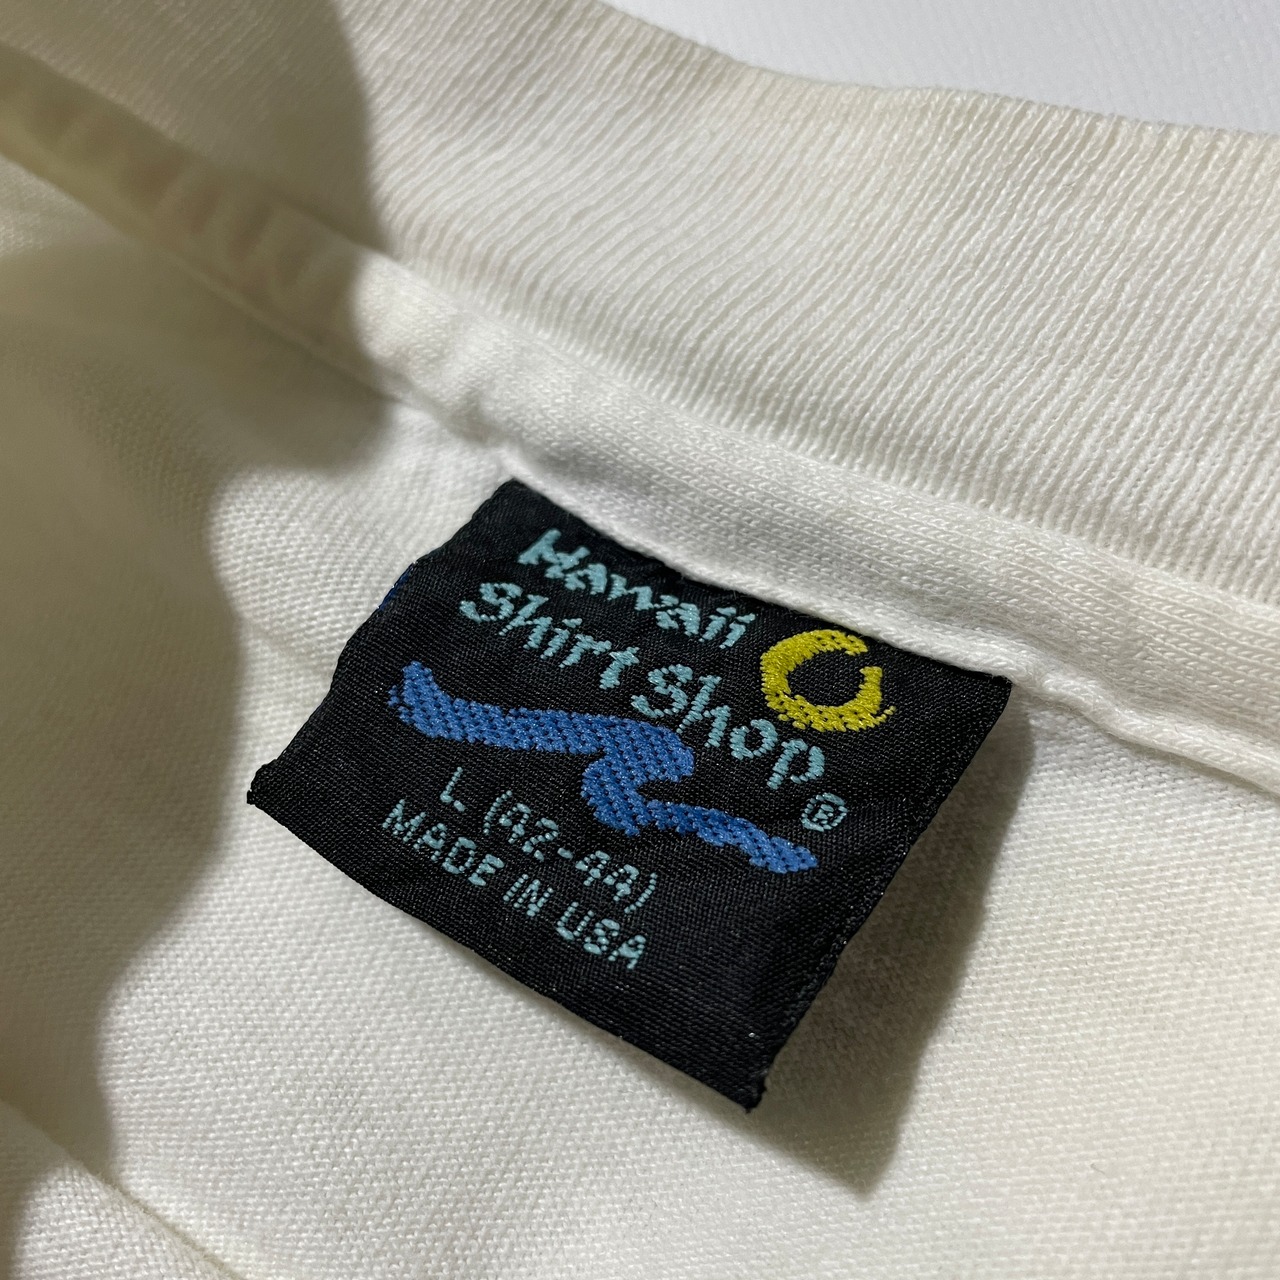 Hawaii
Shirt Shop ®
L (42-44)
MADE IN USA